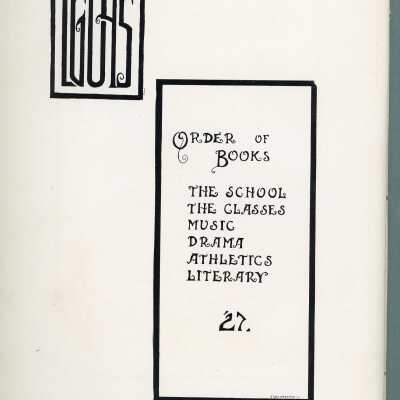 ORDER OF
BOOKS
THE SCHOOL
THE CLASSES
MUSIC
DRAMA
ATHLETICS
LITERARY
'27.